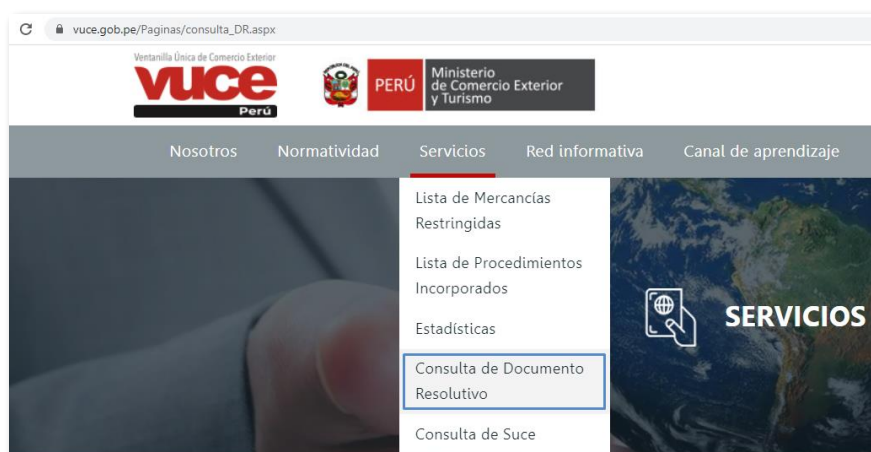 vuce.gob.pe/Paginas/consulta_DR.aspx
Ventanilla Única de Comercio Exterior
vuce
Perú
PERÚ
Ministerio
de Comercio Exterior
y Turismo
Nosotros Normatividad Servicios Red informativa Canal de aprendizaje
Lista de Mercancías
Restringidas
Lista de Procedimientos
Incorporados
Estadísticas
Consulta de Documento
Resolutivo
Consulta de Suce
SERVICIOS